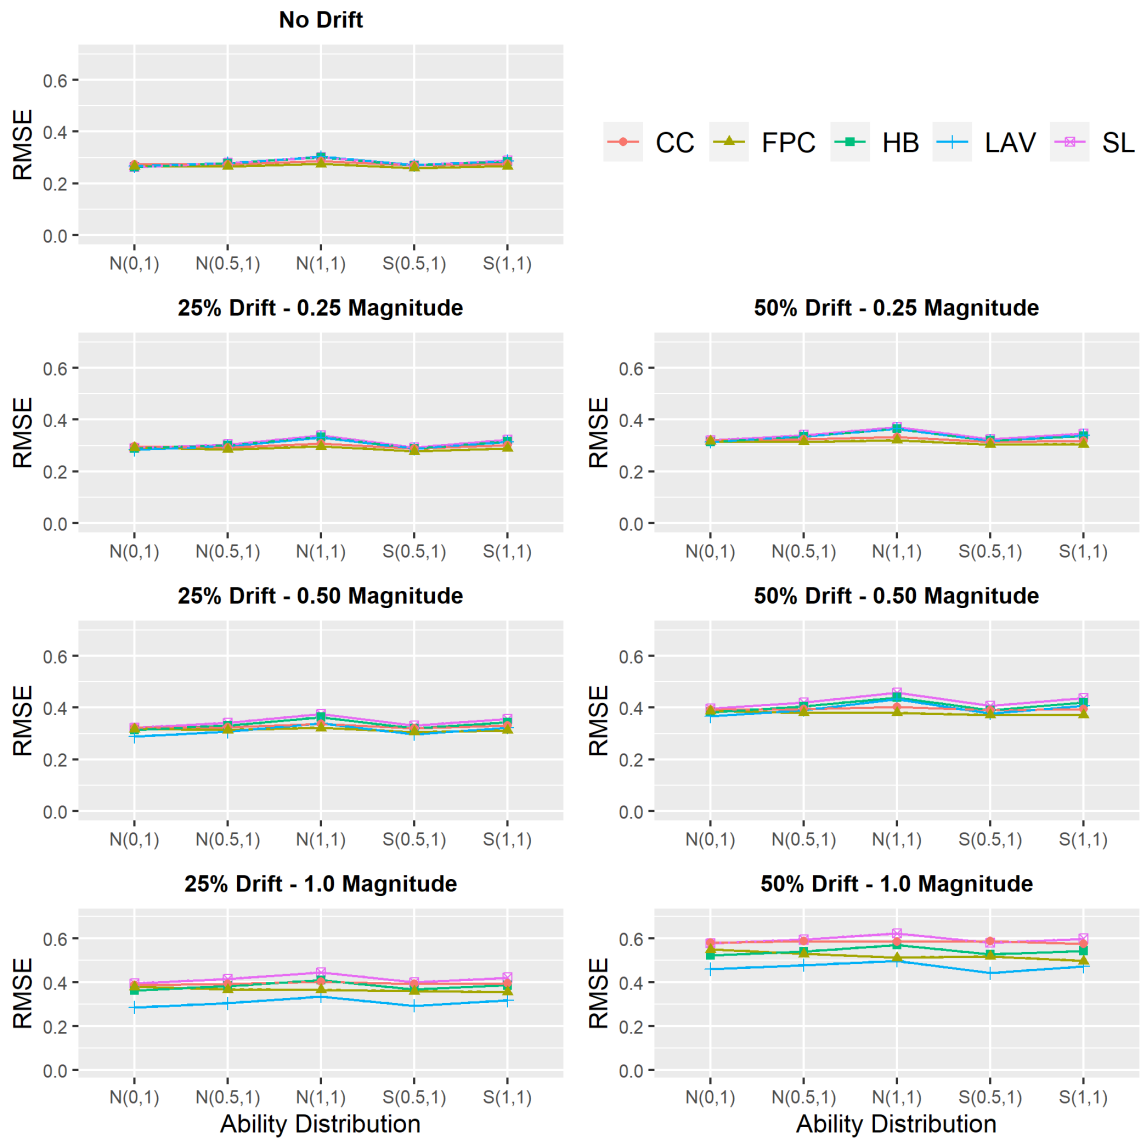 No Drift
RMSE
0.6
0.4
0.2
0.0
N(0,1) N(0.5,1) N(1,1) S(0.5,1) S(1,1)
CC FPC HB LAV SL
25% Drift - 0.25 Magnitude
RMSE
0.6
0.4
0.2
0.0
N(0,1) N(0.5,1) N(1,1) S(0.5,1) S(1,1)
50% Drift - 0.25 Magnitude
RMSE
0.6
0.4
0.2
0.0
N(0,1) N(0.5,1) N(1,1) S(0.5,1) S(1,1)
25% Drift - 0.50 Magnitude
RMSE
0.6
0.4
0.2
0.0
N(0,1) N(0.5,1) N(1,1) S(0.5,1) S(1,1)
50% Drift - 0.50 Magnitude
RMSE
0.6
0.4
0.2
0.0
N(0,1) N(0.5,1) N(1,1) S(0.5,1) S(1,1)
25% Drift - 1.0 Magnitude
RMSE
0.6
0.4
0.2
0.0
N(0,1) N(0.5,1) N(1,1) S(0.5,1) S(1,1)
Ability Distribution
50% Drift - 1.0 Magnitude
RMSE
0.6
0.4
0.2
0.0
N(0,1) N(0.5,1) N(1,1) S(0.5,1) S(1,1)
Ability Distribution